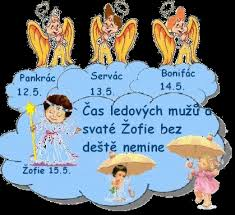 Pankrác Servác Bonifác
12.5. 13.5. 14.5.
Čas ledových mužů o
svaté Žofie bez
deště nemine
Žofie 15.5.